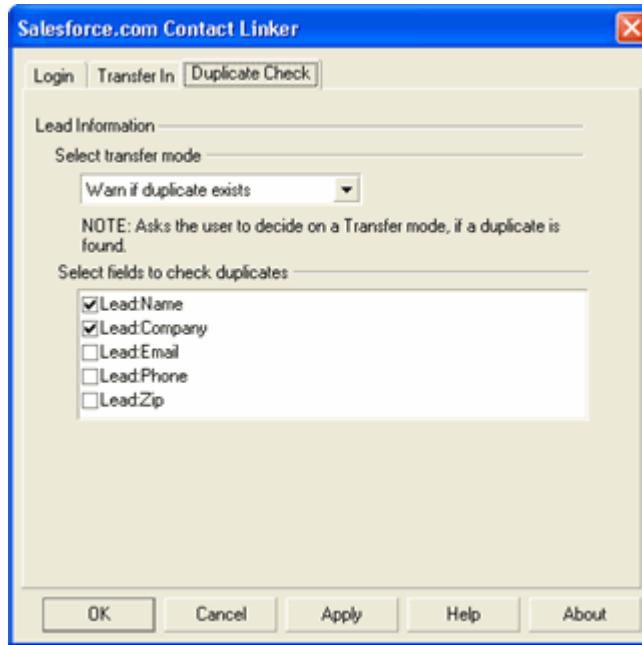 Salesforce.com Contact Linker
Login Transfer In Duplicate Check
Lead Information
Select transfer mode
Warn if duplicate exists
NOTE: Asks the user to decide on a Transfer mode, if a duplicate is
found.
Select fields to check duplicates
Lead:Name
Lead:Company
Lead:Email
Lead:Phone
Lead:Zip
OK Cancel Apply Help About